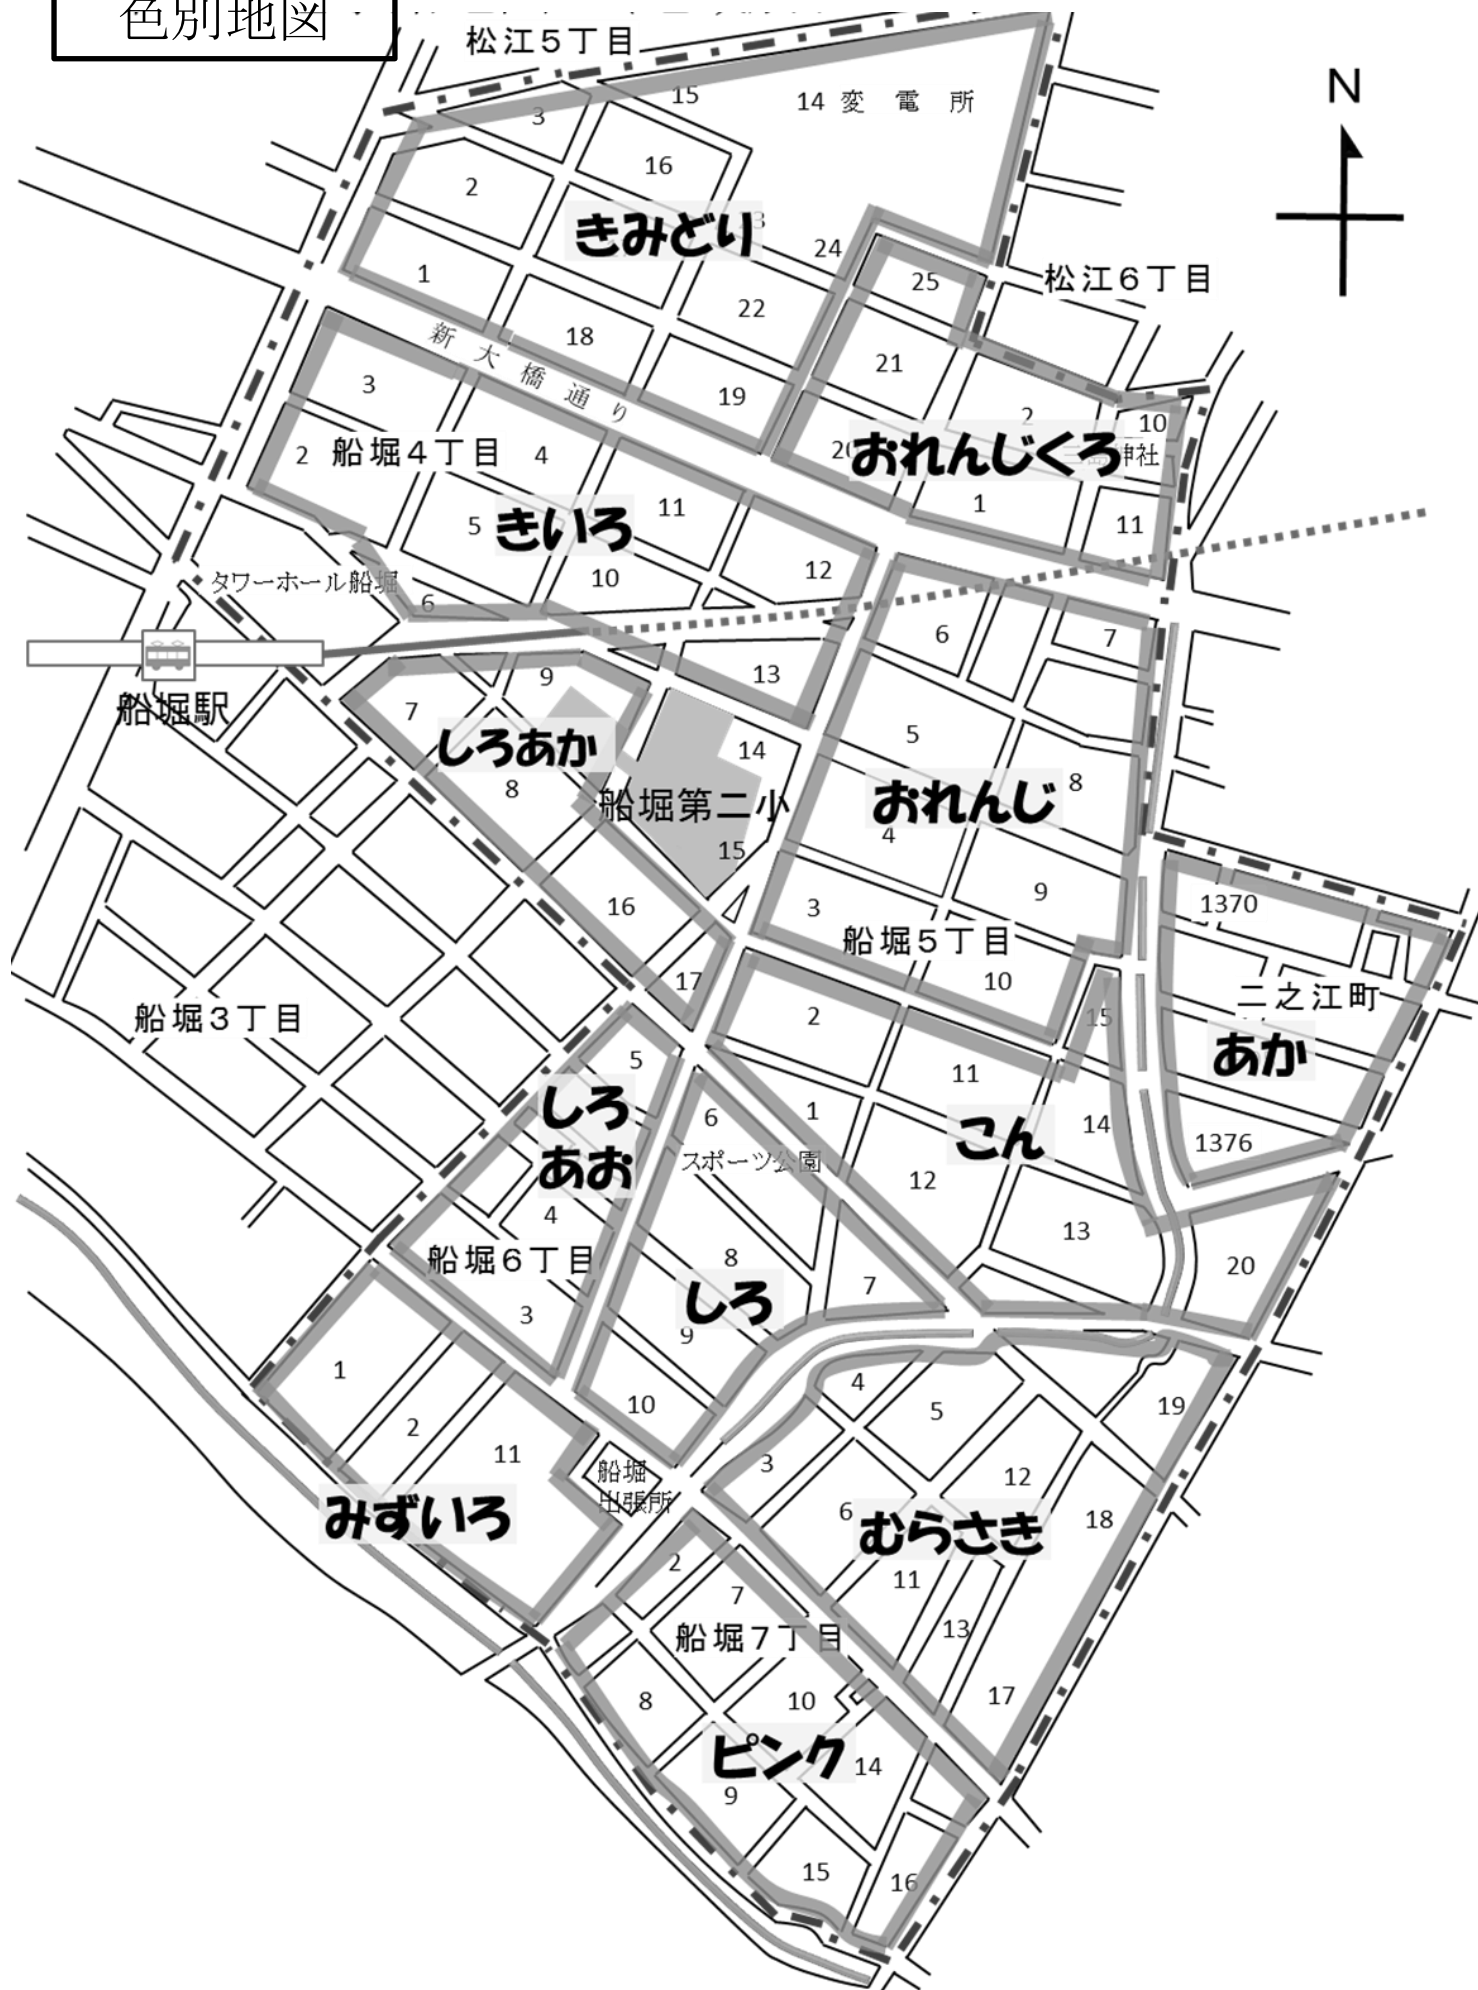 色別地図
松江5丁目
N
3
15
14 変電所
16
2
きみどり
24
1
25
松江6丁目
22
18
新大橋通り
21
3
19
2
10
船堀4丁目
2
4
おれんじくろ
神社
11
1
5
きいろ
11
10
12
タワーホール船堀
6
6
7
13
9
船堀駅
7
しろあか
14
5
8
8
船堀第二小
おれんじ
4
15
16
3
9
1370
船堀5丁目
17
10
二之江町
船堀3丁目
2
15
あか
5
11
しろ
あお
6
1
こん
14
1376
スポーツ公園
12
4
13
船堀6丁目
8
20
7
3
しろ
9
1
4
10
5
19
2
11
船堀
出張所
3
12
みずいろ
6
むらさき
18
2
7
11
船堀7丁目
13
8
10
17
ピンク
14
9
15
16